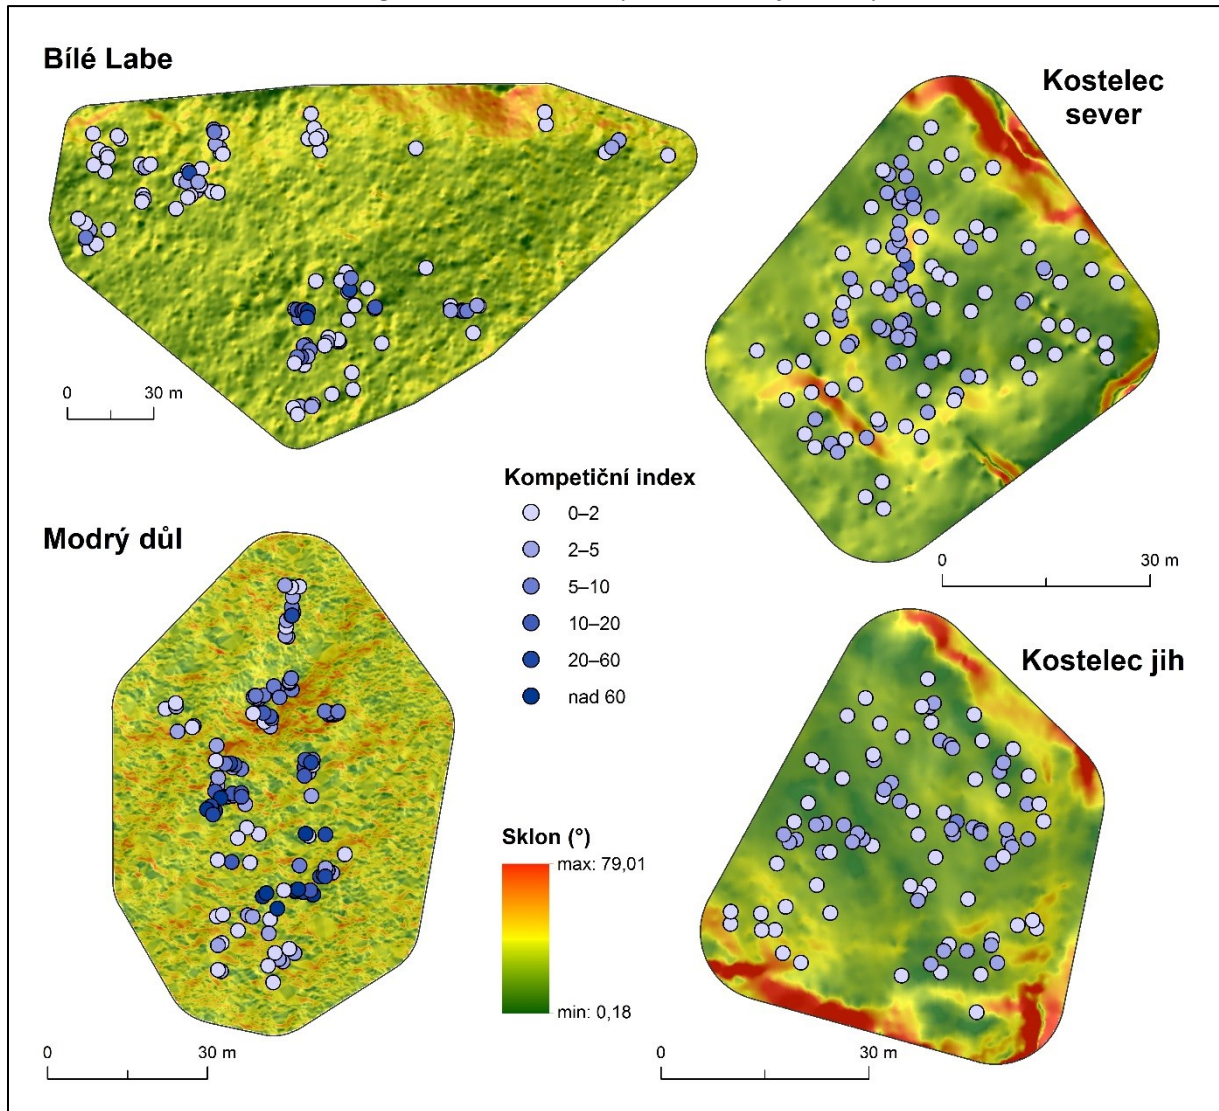 Bílé Labe
Kostelec
sever
0 30 m
Kompetiční index
0–2
2–5
5–10
10–20
20–60
nad 60
0 30 m
Modrý důl
Kostelec jih
Sklon (°)
max: 79,01
min: 0,18
0 30 m
0 30 m